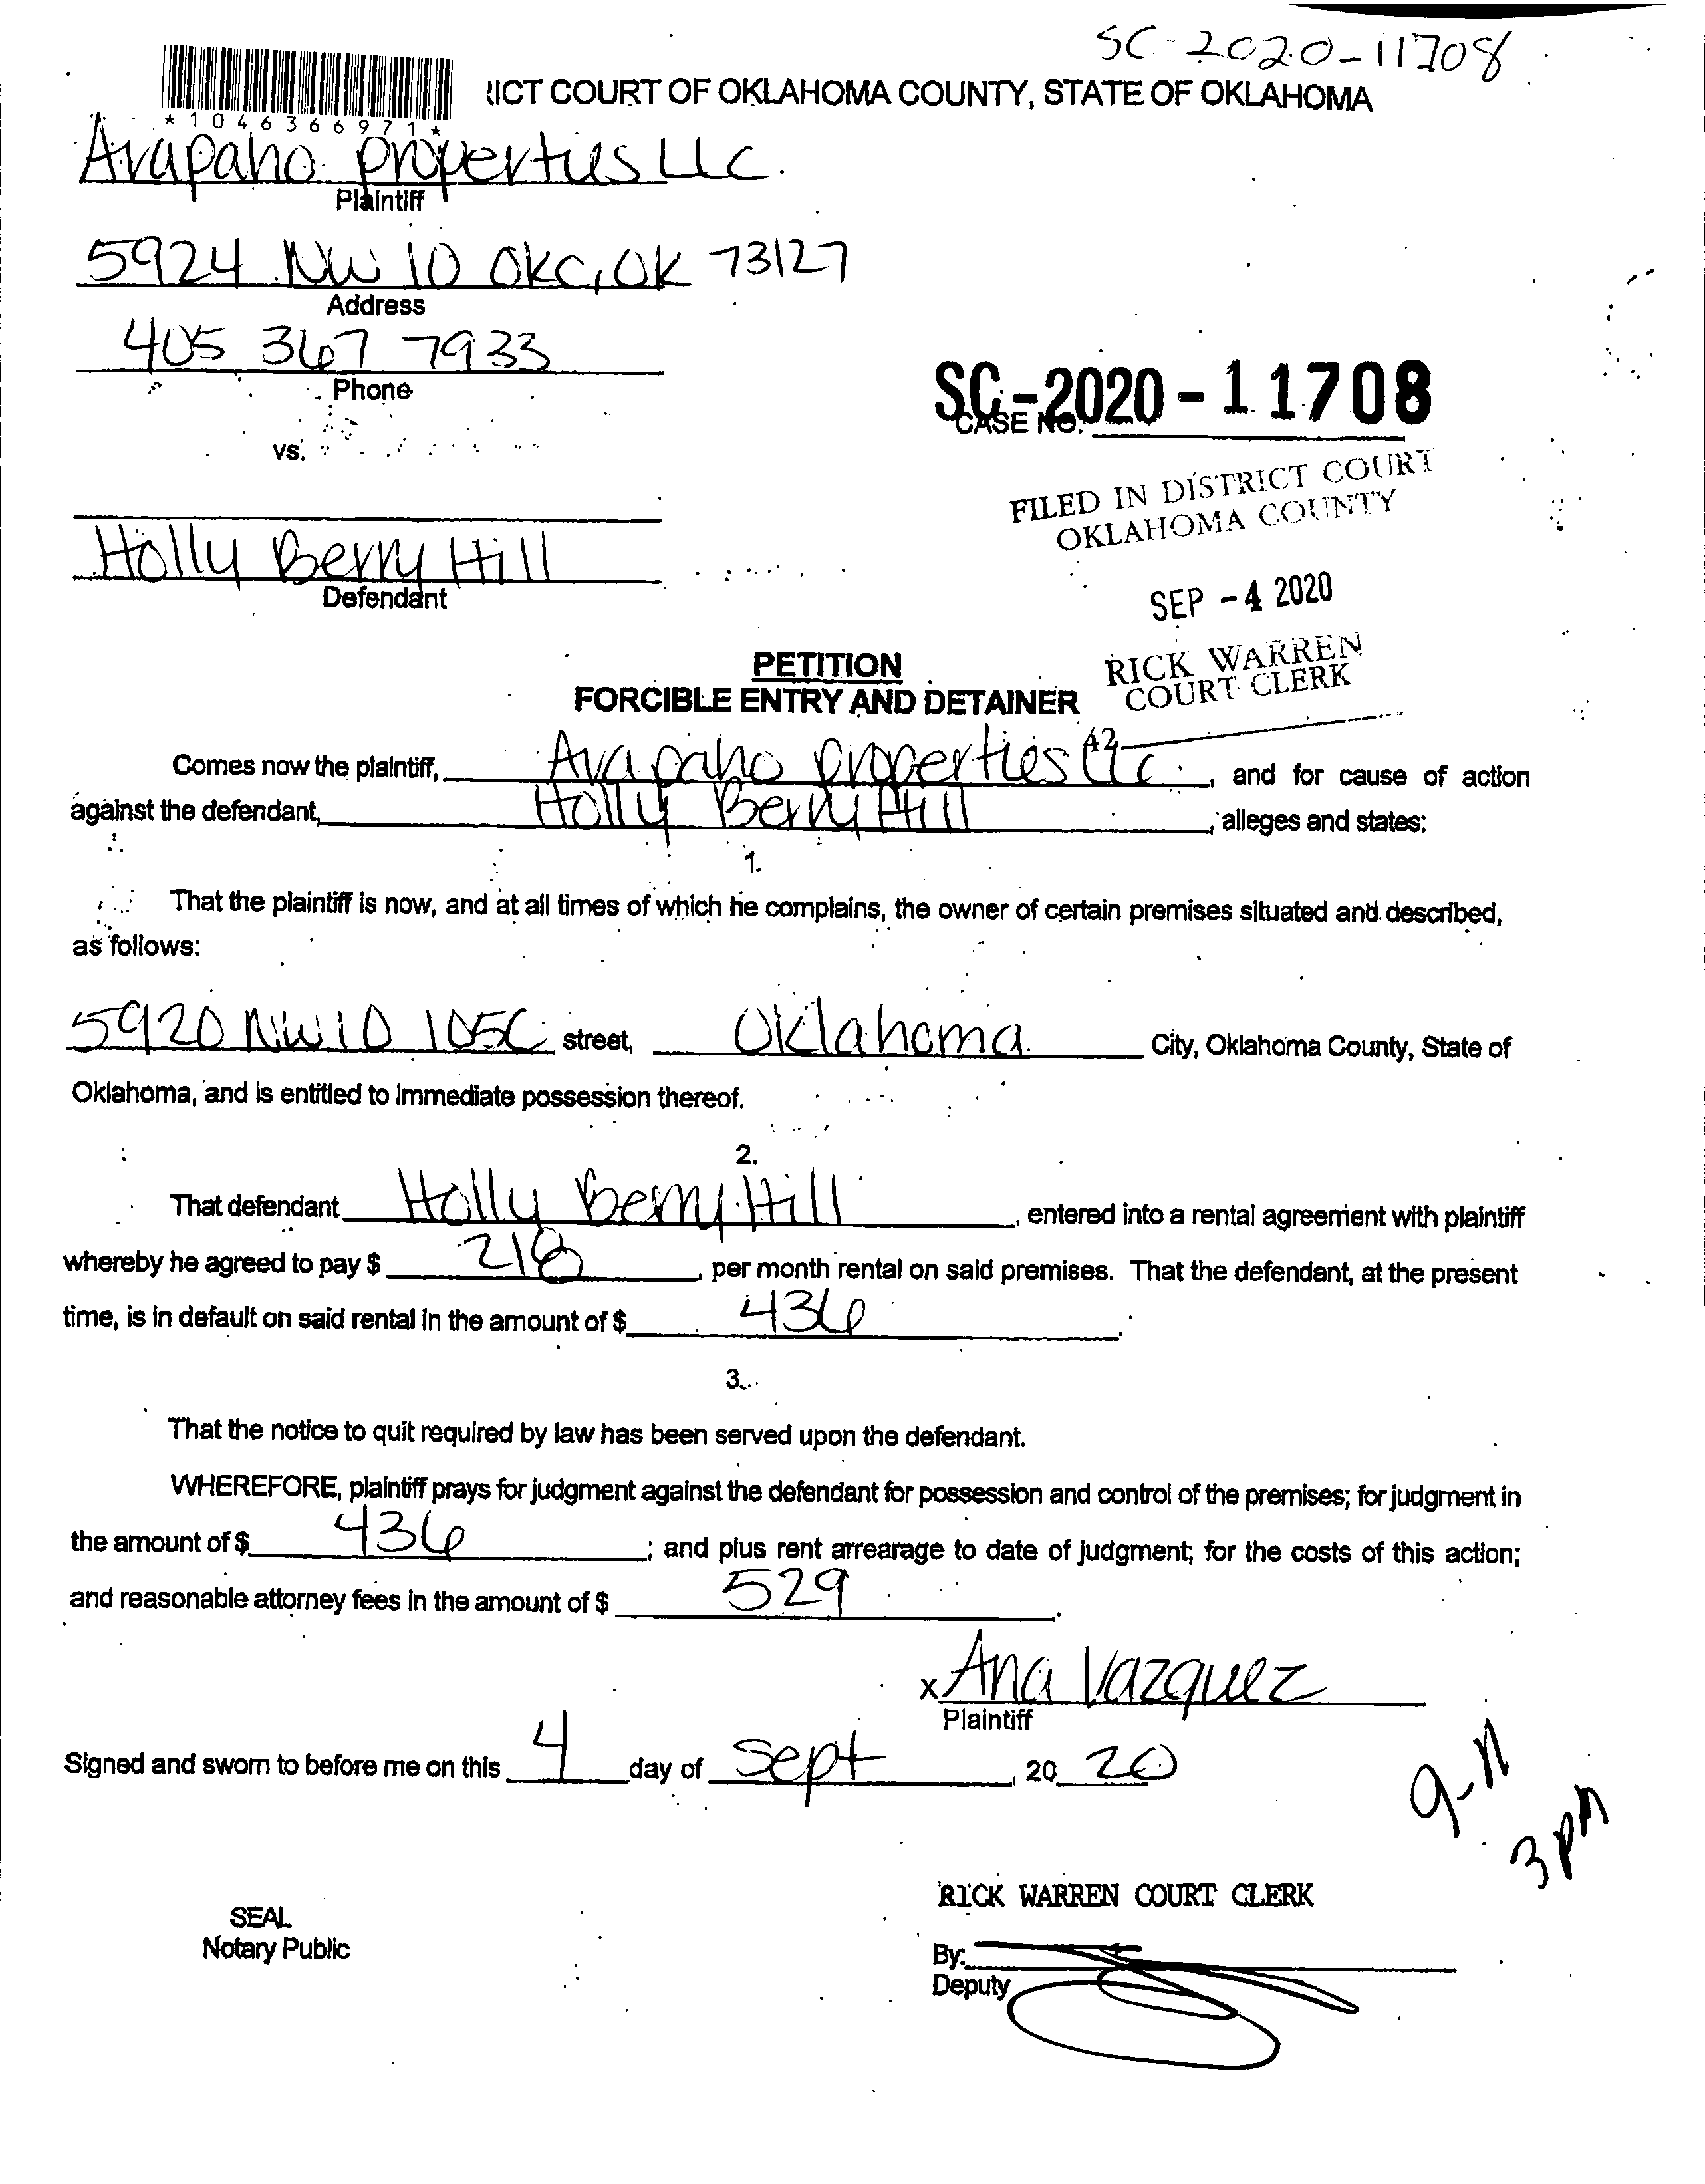 SC-2020-11708
ICT COURT OF OKLAHOMA COUNTY, STATE OF OKLAHOMA
*1046366971*
Arapaho properties LLC.
Plaintiff
5924 NW 10 OKC, OK 73127
Address
405 367 7933
Phone
SC-2020-11708
CASE NO.
vs.
FILED IN DISTRICT COURT
OKLAHOMA COUNTY
Holly Berry Hill
Defendant
SEP -4 2020
RICK WARREN
COURT CLERK
PETITION
FORCIBLE ENTRY AND DETAINER
42
Comes now the plaintiff, Arapaho properties LLC. , and for cause of action
against the defendant, Holly Berry Hill , alleges and states:
1.
That the plaintiff is now, and at all times of which he complains, the owner of certain premises situated and described,
as follows:
5920 NW 10 105C street, Oklahoma City, Oklahoma County, State of
Oklahoma, and is entitled to immediate possession thereof.
2.
That defendant Holly Berry Hill , entered into a rental agreement with plaintiff
whereby he agreed to pay $ 218 , per month rental on said premises. That the defendant, at the present
time, is in default on said rental in the amount of $ 436 .
3.
That the notice to quit required by law has been served upon the defendant.
WHEREFORE, plaintiff prays for judgment against the defendant for possession and control of the premises; for judgment in
the amount of $ 436 ; and plus rent arrearage to date of judgment; for the costs of this action;
and reasonable attorney fees in the amount of $ 529 .
x Ana Vazquez
Plaintiff
Signed and sworn to before me on this 4 day of Sept , 20 20
9-11
3 PM
RICK WARREN COURT CLERK
SEAL
Notary Public
By:
Deputy